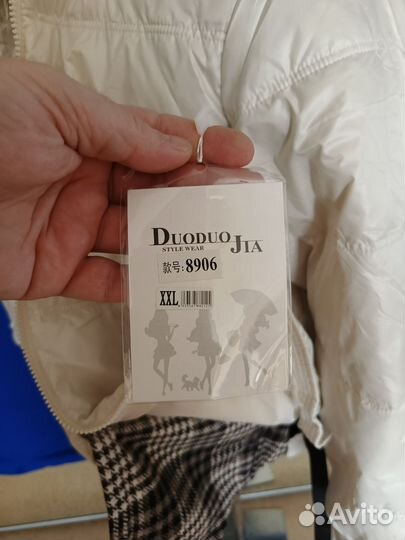 DUODUO JIA
STYLE WEAR
款号: 8906
XXL
Avito